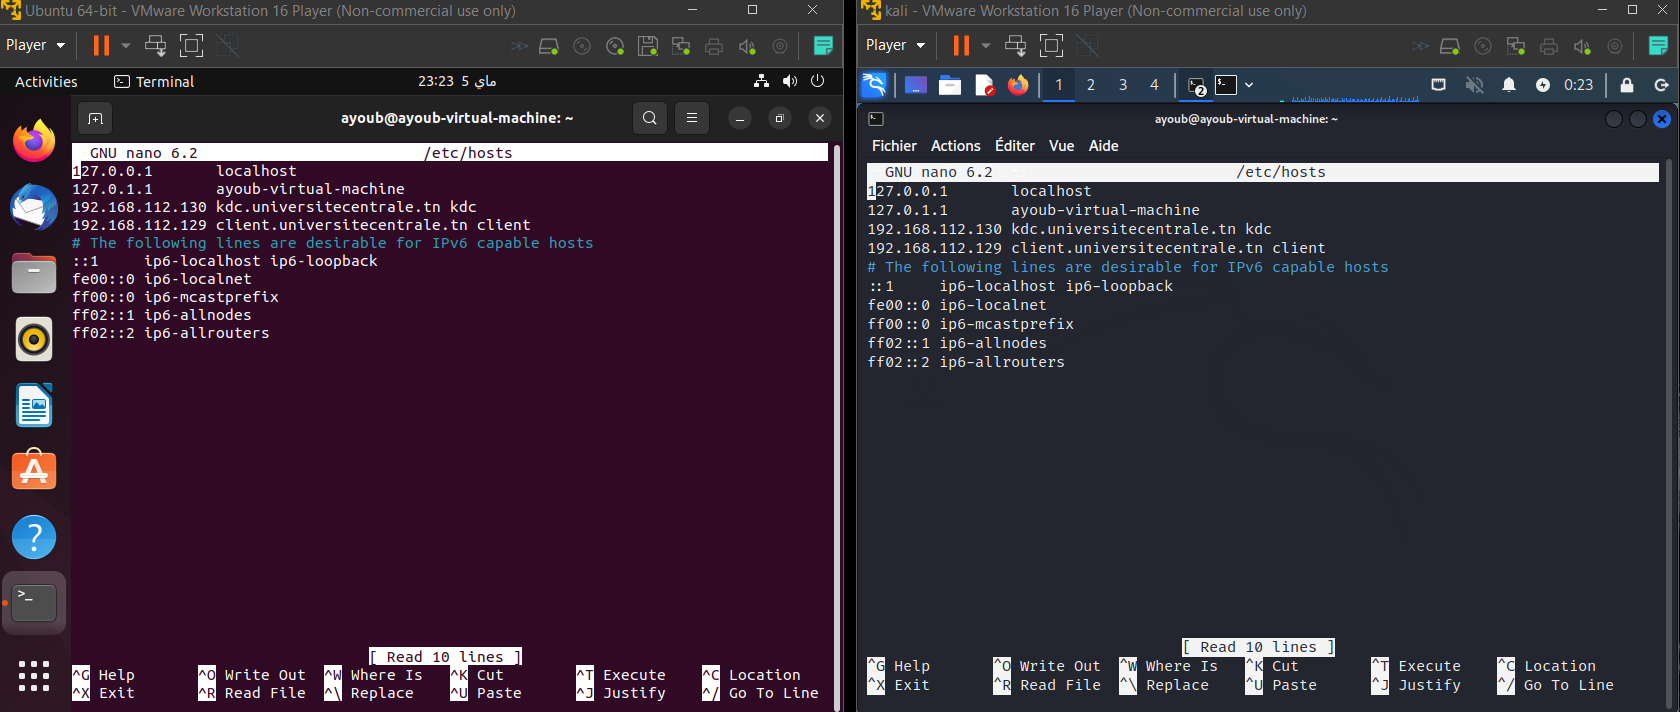 Ubuntu 64-bit - VMware Workstation 16 Player (Non-commercial use only)
Player
Activities
Terminal
23:23 5 ماي
ayoub@ayoub-virtual-machine: ~
GNU nano 6.2 /etc/hosts
127.0.0.1 localhost
127.0.1.1 ayoub-virtual-machine
192.168.112.130 kdc.universitecentrale.tn kdc
192.168.112.129 client.universitecentrale.tn client
# The following lines are desirable for IPv6 capable hosts
::1 ip6-localhost ip6-loopback
fe00::0 ip6-localnet
ff00::0 ip6-mcastprefix
ff02::1 ip6-allnodes
ff02::2 ip6-allrouters
[ Read 10 lines ]
^G Help ^O Write Out ^W Where Is ^K Cut ^T Execute ^C Location
^X Exit ^R Read File ^\ Replace ^U Paste ^J Justify ^/ Go To Line
kali - VMware Workstation 16 Player (Non-commercial use only)
Player
1 2 3 4 2 0:23
ayoub@ayoub-virtual-machine: ~
Fichier Actions Éditer Vue Aide
GNU nano 6.2 /etc/hosts
127.0.0.1 localhost
127.0.1.1 ayoub-virtual-machine
192.168.112.130 kdc.universitecentrale.tn kdc
192.168.112.129 client.universitecentrale.tn client
# The following lines are desirable for IPv6 capable hosts
::1 ip6-localhost ip6-loopback
fe00::0 ip6-localnet
ff00::0 ip6-mcastprefix
ff02::1 ip6-allnodes
ff02::2 ip6-allrouters
[ Read 10 lines ]
^G Help ^O Write Out ^W Where Is ^K Cut ^T Execute ^C Location
^X Exit ^R Read File ^\ Replace ^U Paste ^J Justify ^/ Go To Line